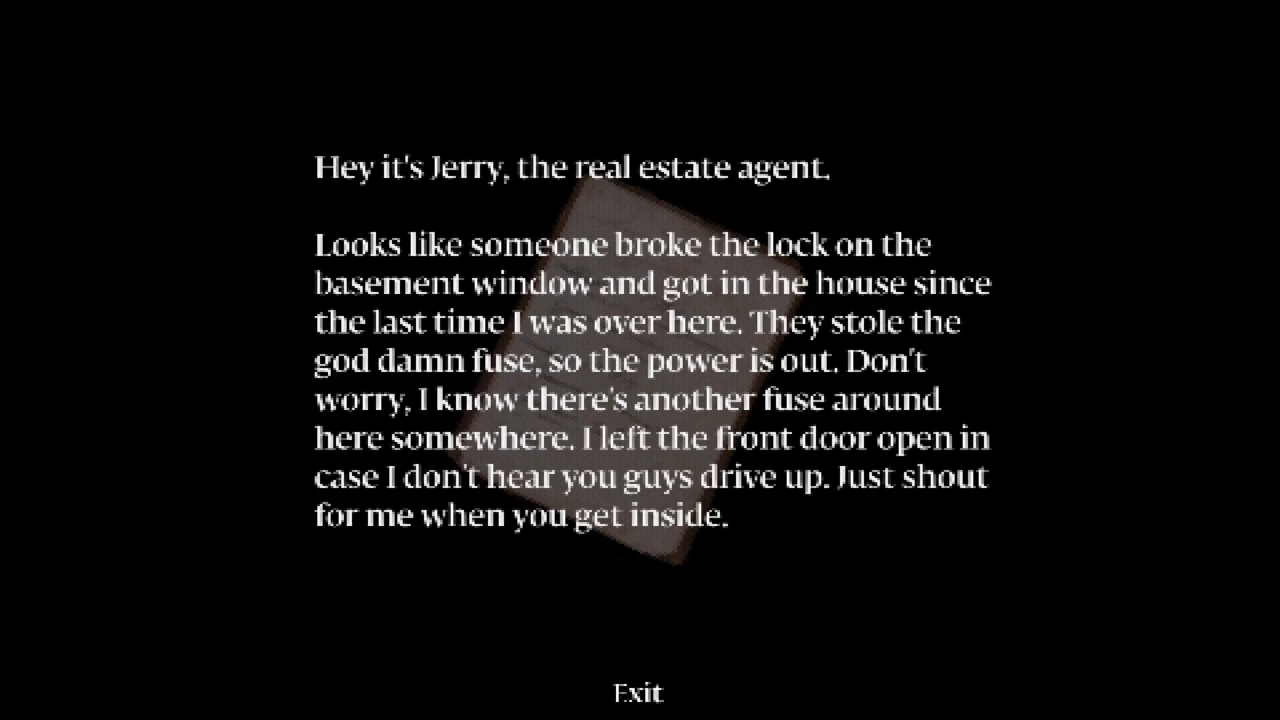 Hey it's Jerry, the real estate agent.
Looks like someone broke the lock on the
basement window and got in the house since
the last time I was over here. They stole the
god damn fuse, so the power is out. Don't
worry, I know there's another fuse around
here somewhere. I left the front door open in
case I don't hear you guys drive up. Just shout
for me when you get inside.
Exit